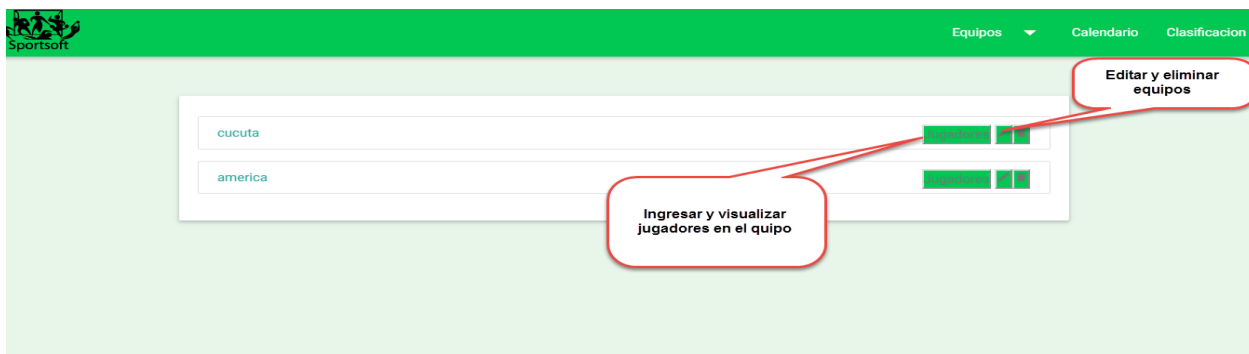 Sportsoft
Equipos Calendario Clasificacion
Editar y eliminar
equipos
cucuta Jugadores
america Jugadores
Ingresar y visualizar
jugadores en el quipo